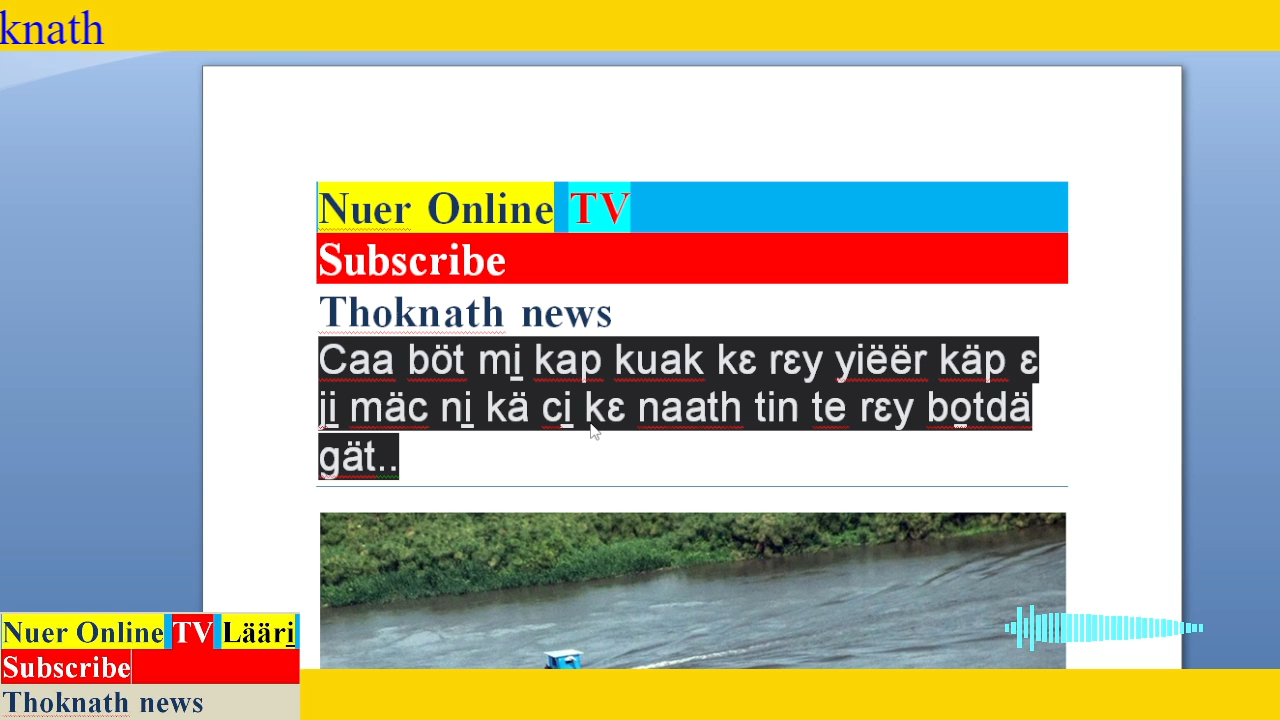 knath
Nuer Online TV
Subscribe
Thoknath news
Caa böt mi̱ kap kuak kɛ rɛy yiëër käp ɛ
ji̱ mäc ni̱ kä ci̱ kɛ naath tin te rɛy bo̱tdä
gät..
Nuer Online TV Lääri̱
Subscribe
Thoknath news